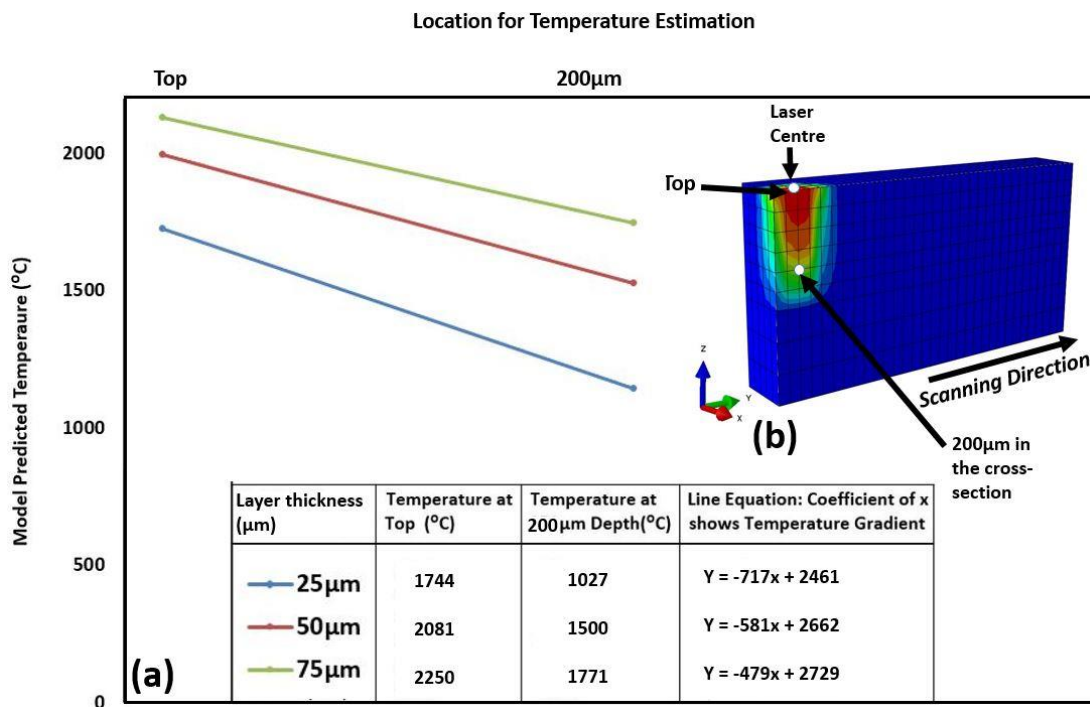 Location for Temperature Estimation
Top 200µm
Model Predicted Temperaure (°C)
2000
1500
1000
500
0
Laser
Centre
Top
Z
Y
X
Scanning Direction
(b)
200µm in
the cross-
section
Layer thickness
(µm)
Temperature at
Top (°C)
Temperature at
200µm Depth(°C)
Line Equation: Coefficient of x
shows Temperature Gradient
25µm 1744 1027 Y = -717x + 2461
50µm 2081 1500 Y = -581x + 2662
75µm 2250 1771 Y = -479x + 2729
(a)